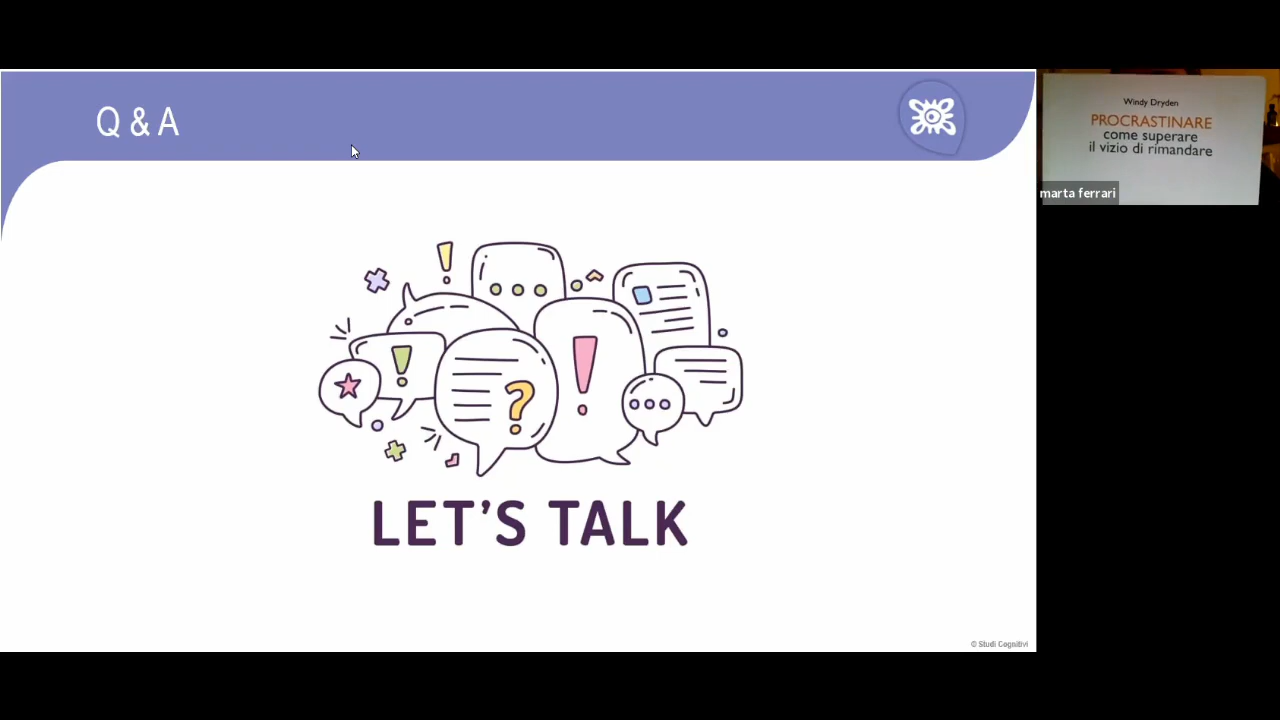 Q & A
LET'S TALK
© Studi Cognitivi
Windy Dryden
PROCRASTINARE
come superare
il vizio di rimandare
marta ferrari